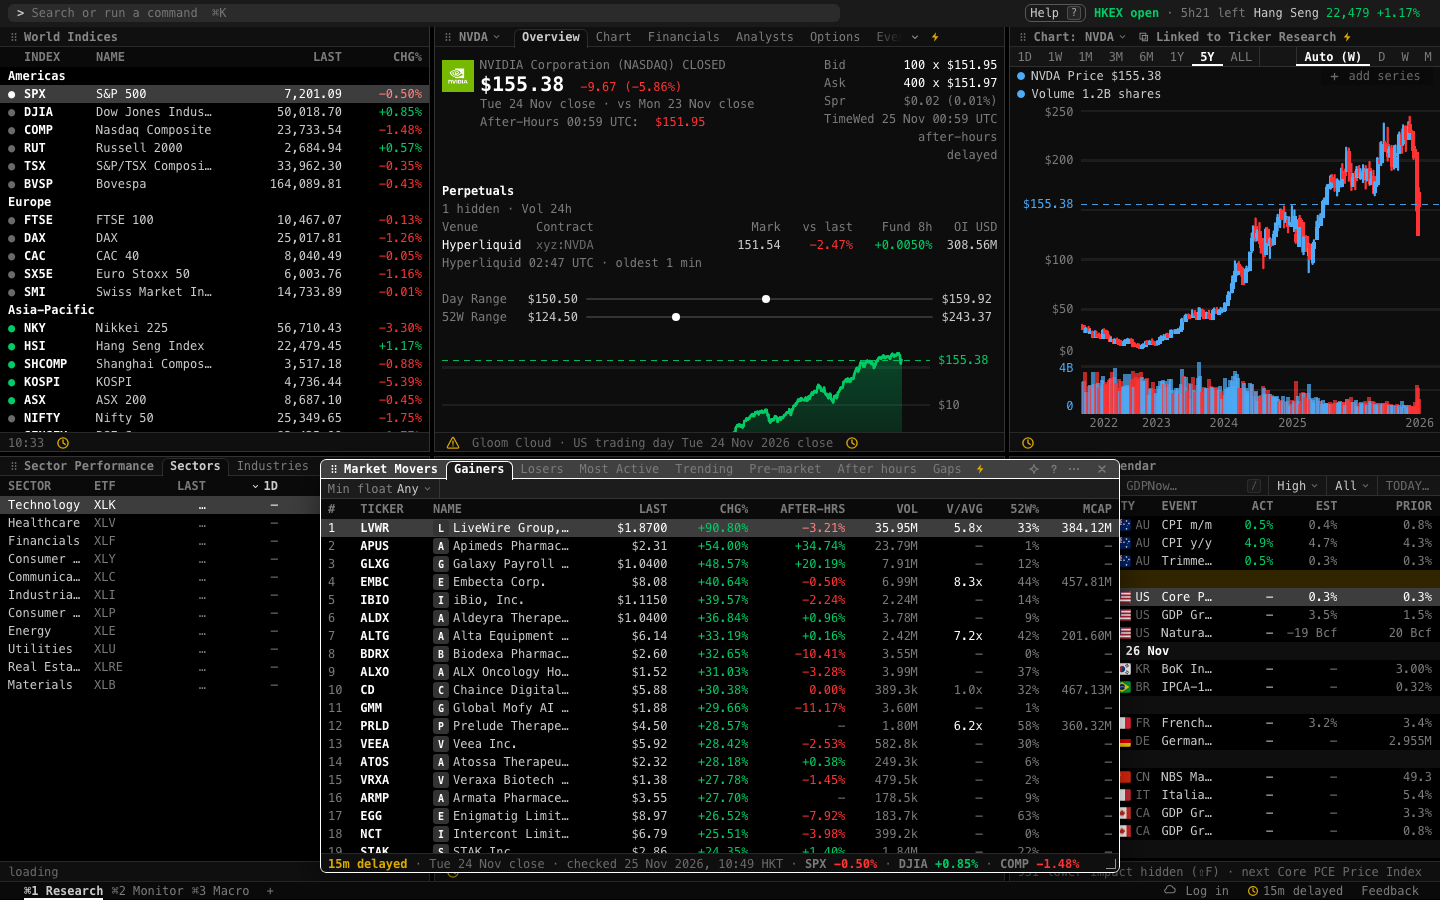 > Search or run a command ⌘K
Help ? HKEX open · 5h21 left Hang Seng 22,479 +1.17%
World Indices
INDEX NAME LAST CHG%
Americas
SPX S&P 500 7,201.09 −0.50%
DJIA Dow Jones Indus… 50,018.70 +0.85%
COMP Nasdaq Composite 23,733.54 −1.48%
RUT Russell 2000 2,684.94 +0.57%
TSX S&P/TSX Composi… 33,962.30 −0.35%
BVSP Bovespa 164,089.81 −0.43%
Europe
FTSE FTSE 100 10,467.07 −0.13%
DAX DAX 25,017.81 −1.26%
CAC CAC 40 8,040.49 −0.05%
SX5E Euro Stoxx 50 6,003.76 −1.16%
SMI Swiss Market In… 14,733.89 −0.01%
Asia−Pacific
NKY Nikkei 225 56,710.43 −3.30%
HSI Hang Seng Index 22,479.45 +1.17%
SHCOMP Shanghai Compos… 3,517.18 −0.88%
KOSPI KOSPI 4,736.44 −5.39%
ASX ASX 200 8,687.10 −0.45%
NIFTY Nifty 50 25,349.65 −1.75%
10:33
NVDA Overview Chart Financials Analysts Options
NVIDIA Corporation (NASDAQ) CLOSED
$155.38 −9.67 (−5.86%)
Tue 24 Nov close · vs Mon 23 Nov close
After-Hours 00:59 UTC: $151.95
Bid 100 x $151.95
Ask 400 x $151.97
Spr $0.02 (0.01%)
Time Wed 25 Nov 00:59 UTC
after-hours
delayed
Perpetuals
1 hidden · Vol 24h
Venue Contract Mark vs last Fund 8h OI USD
Hyperliquid xyz:NVDA 151.54 −2.47% +0.0050% 308.56M
Hyperliquid 02:47 UTC · oldest 1 min
Day Range $150.50 $159.92
52W Range $124.50 $243.37
$155.38
$10
Gloom Cloud · US trading day Tue 24 Nov 2026 close
Chart: NVDA Linked to Ticker Research
1D 1W 1M 3M 6M 1Y 5Y ALL Auto (W) D W M
NVDA Price $155.38 + add series
Volume 1.2B shares
$250
$200
$155.38
$100
$50
$0
4B
0
2022 2023 2024 2025 2026
Sector Performance Sectors Industries
SECTOR ETF LAST 1D
Technology XLK … —
Healthcare XLV … —
Financials XLF … —
Consumer … XLY … —
Communica… XLC … —
Industria… XLI … —
Consumer … XLP … —
Energy XLE … —
Utilities XLU … —
Real Esta… XLRE … —
Materials XLB … —
loading
Market Movers Gainers Losers Most Active Trending Pre-market After hours Gaps ? ⋯ ×
Min float Any
# TICKER NAME LAST CHG% AFTER-HRS VOL V/AVG 52W% MCAP
1 LVWR L LiveWire Group,… $1.8700 +90.80% −3.21% 35.95M 5.8x 33% 384.12M
2 APUS A Apimeds Pharmac… $2.31 +54.00% +34.74% 23.79M — 1% —
3 GLXG G Galaxy Payroll … $1.0400 +48.57% +20.19% 7.91M — 12% —
4 EMBC E Embecta Corp. $8.08 +40.64% −0.50% 6.99M 8.3x 44% 457.81M
5 IBIO I iBio, Inc. $1.1150 +39.57% −2.24% 2.24M — 14% —
6 ALDX A Aldeyra Therape… $1.0400 +36.84% +0.96% 3.78M — 9% —
7 ALTG A Alta Equipment … $6.14 +33.19% +0.16% 2.42M 7.2x 42% 201.60M
8 BDRX B Biodexa Pharmac… $2.60 +32.65% −10.41% 3.55M — 0% —
9 ALXO A ALX Oncology Ho… $1.52 +31.03% −3.28% 3.99M — 37% —
10 CD C Chaince Digital… $5.88 +30.38% 0.00% 389.3k 1.0x 32% 467.13M
11 GMM G Global Mofy AI … $1.88 +29.66% −11.17% 3.60M — 1% —
12 PRLD P Prelude Therape… $4.50 +28.57% — 1.80M 6.2x 58% 360.32M
13 VEEA V Veea Inc. $5.92 +28.42% −2.53% 582.8k — 30% —
14 ATOS A Atossa Therapeu… $2.32 +28.18% +0.38% 249.3k — 6% —
15 VRXA V Veraxa Biotech … $1.38 +27.78% −1.45% 479.5k — 2% —
16 ARMP A Armata Pharmace… $3.55 +27.70% — 178.5k — 9% —
17 EGG E Enigmatig Limit… $8.97 +26.52% −7.92% 183.7k — 63% —
18 NCT I Intercont Limit… $6.79 +25.51% −3.98% 399.2k — 0% —
19 STAK S STAK Inc. $2.86 +24.35% +1.40% 1.84M — 22% —
15m delayed · Tue 24 Nov close · checked 25 Nov 2026, 10:49 HKT · SPX −0.50% · DJIA +0.85% · COMP −1.48%
endar
GDPNow… / High All TODAY…
TY EVENT ACT EST PRIOR
AU CPI m/m 0.5% 0.4% 0.8%
AU CPI y/y 4.9% 4.7% 4.3%
AU Trimme… 0.5% 0.3% 0.3%
US Core P… — 0.3% 0.3%
US GDP Gr… — 3.5% 1.5%
US Natura… — −19 Bcf 20 Bcf
26 Nov
KR BoK In… — — 3.00%
BR IPCA−1… — — 0.32%
FR French… — 3.2% 3.4%
DE German… — — 2.955M
CN NBS Ma… — — 49.3
IT Italia… — — 5.4%
CA GDP Gr… — — 3.3%
CA GDP Gr… — — 0.8%
impact hidden (⇧F) · next Core PCE Price Index
⌘1 Research ⌘2 Monitor ⌘3 Macro +
Log in 15m delayed Feedback